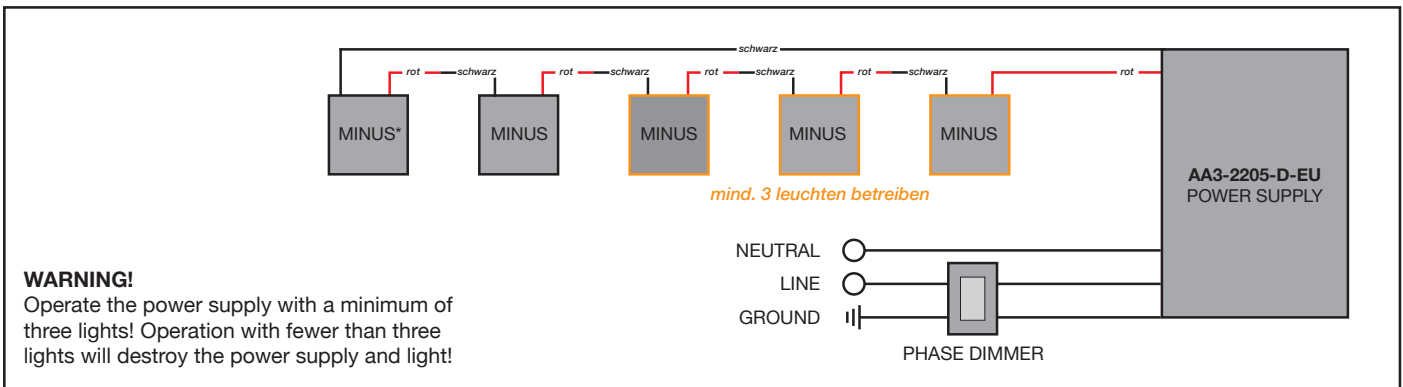 schwarz
rot schwarz rot schwarz rot schwarz rot schwarz rot
MINUS* MINUS MINUS MINUS MINUS
mind. 3 leuchten betreiben
AA3-2205-D-EU
POWER SUPPLY
NEUTRAL
LINE
GROUND
PHASE DIMMER
WARNING!
Operate the power supply with a minimum of
three lights! Operation with fewer than three
lights will destroy the power supply and light!